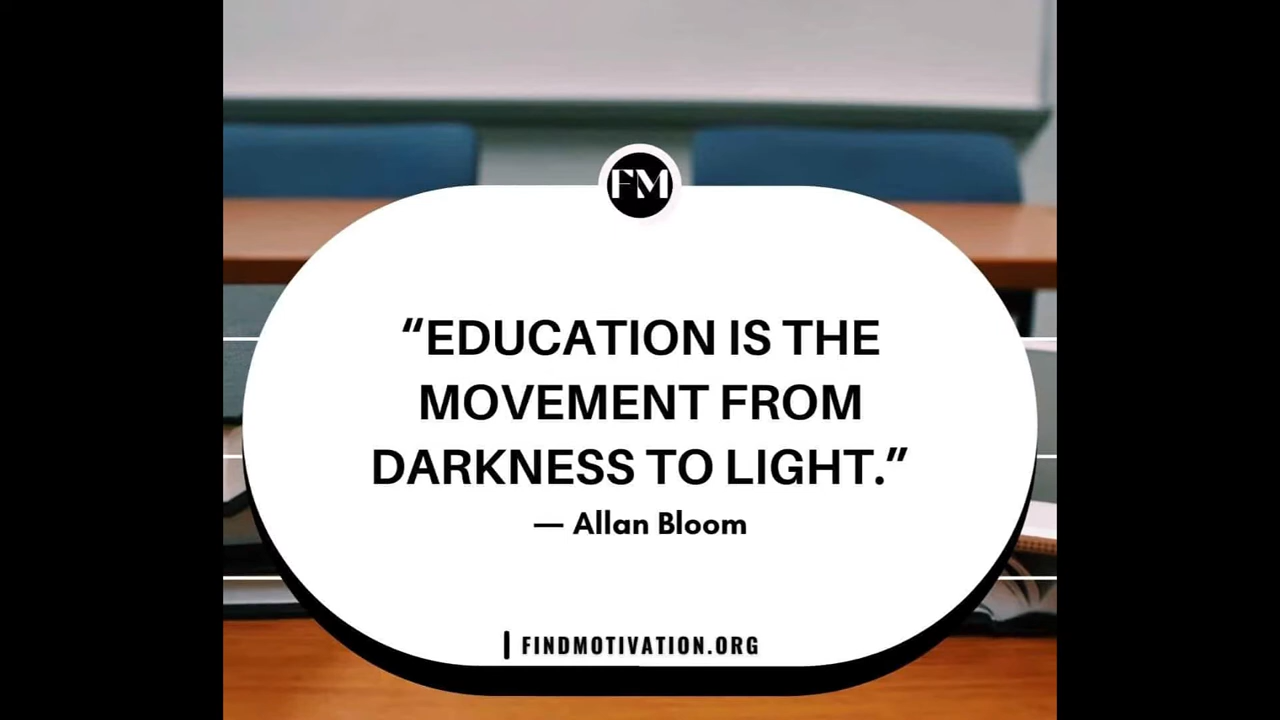 FM
“EDUCATION IS THE
MOVEMENT FROM
DARKNESS TO LIGHT.”
— Allan Bloom
FINDMOTIVATION.ORG